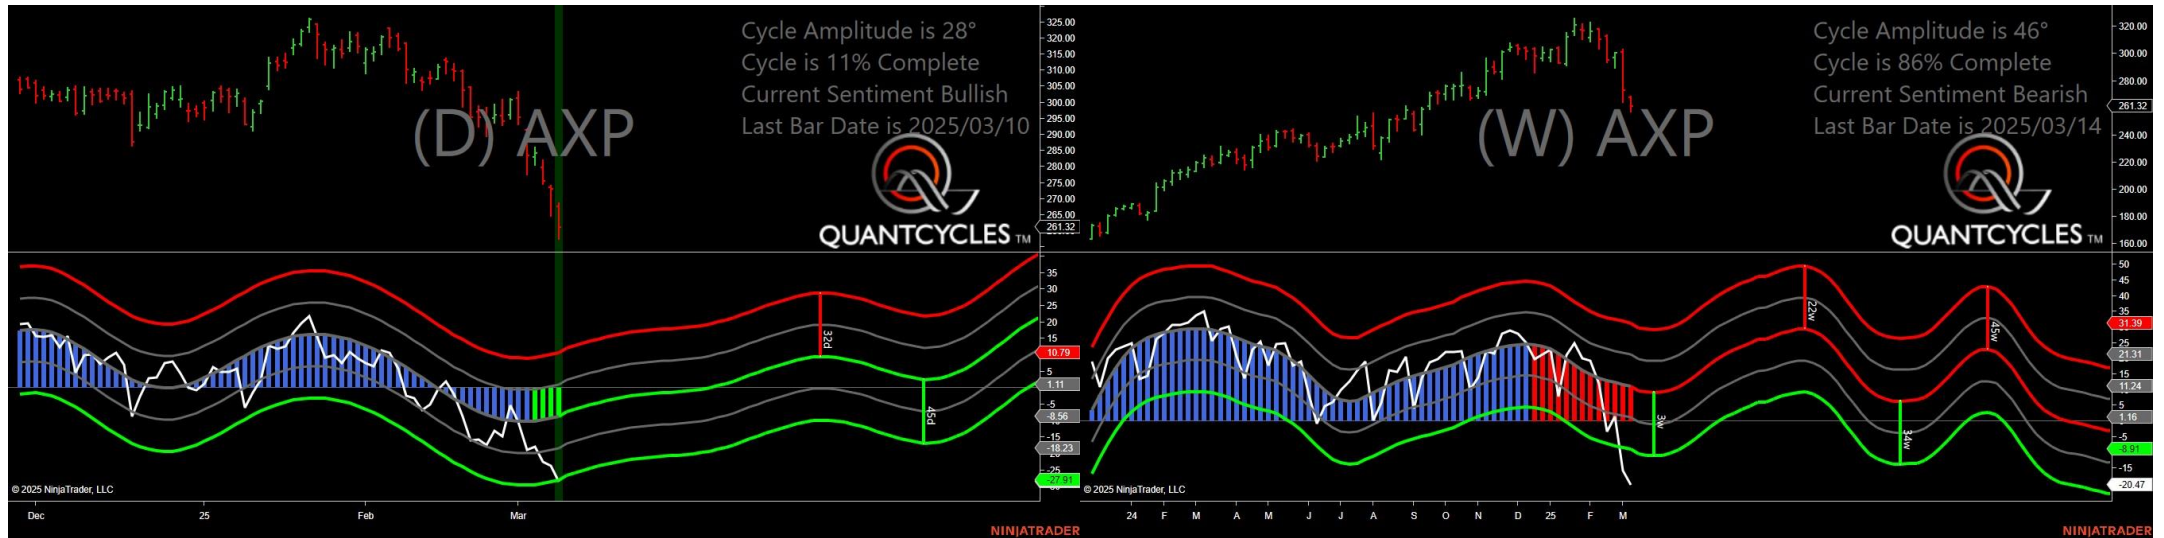 Cycle Amplitude is 28°
Cycle is 11% Complete
Current Sentiment Bullish
Last Bar Date is 2025/03/10
(D) AXP
QUANTCYCLES TM
325.00
320.00
315.00
310.00
305.00
300.00
295.00
290.00
285.00
280.00
275.00
270.00
265.00
261.32
35
30
25
20
15
10.79
5
1.11
-5
-8.56
-15
-18.23
-25
-27.91
32d
45d
© 2025 NinjaTrader, LLC
Dec
25
Feb
Mar
NINJATRADER
Cycle Amplitude is 46°
Cycle is 86% Complete
Current Sentiment Bearish
Last Bar Date is 2025/03/14
(W) AXP
QUANTCYCLES TM
320.00
300.00
280.00
261.32
240.00
220.00
200.00
180.00
160.00
50
45
40
35
31.39
25
21.31
15
11.24
5
1.16
-5
-8.91
-15
-20.47
3w
22w
34w
45w
© 2025 NinjaTrader, LLC
24 F M A M J J A S O N D 25 F M
NINJATRADER